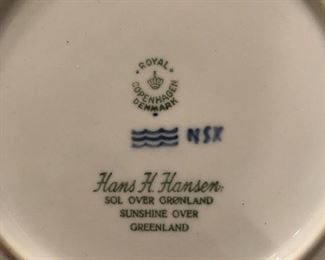 ROYAL
COPENHAGEN
DENMARK
NSX
Hans H. Hansen.
SOL OVER GRØNLAND
SUNSHINE OVER
GREENLAND